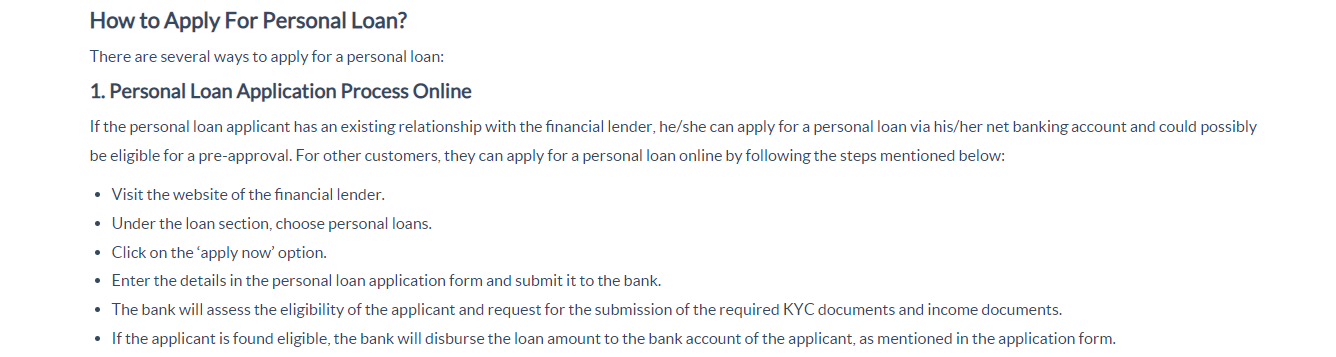 How to Apply For Personal Loan?
There are several ways to apply for a personal loan:
1. Personal Loan Application Process Online
If the personal loan applicant has an existing relationship with the financial lender, he/she can apply for a personal loan via his/her net banking account and could possibly
be eligible for a pre-approval. For other customers, they can apply for a personal loan online by following the steps mentioned below:
• Visit the website of the financial lender.
• Under the loan section, choose personal loans.
• Click on the ‘apply now’ option.
• Enter the details in the personal loan application form and submit it to the bank.
• The bank will assess the eligibility of the applicant and request for the submission of the required KYC documents and income documents.
• If the applicant is found eligible, the bank will disburse the loan amount to the bank account of the applicant, as mentioned in the application form.